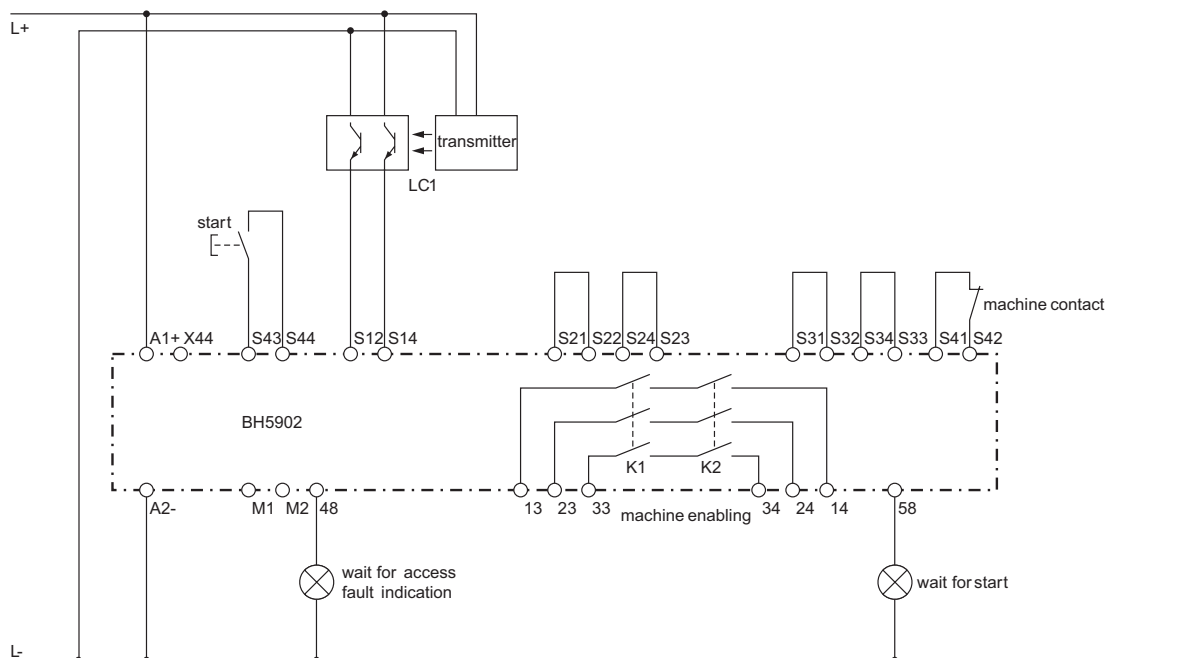 L+
transmitter
LC1
start
machine contact
A1+ X44 S43 S44 S12 S14 S21 S22 S24 S23 S31 S32 S34 S33 S41 S42
BH5902
K1 K2
A2- M1 M2 48 13 23 33 machine enabling 34 24 14 58
wait for access
fault indication
wait for start
L-